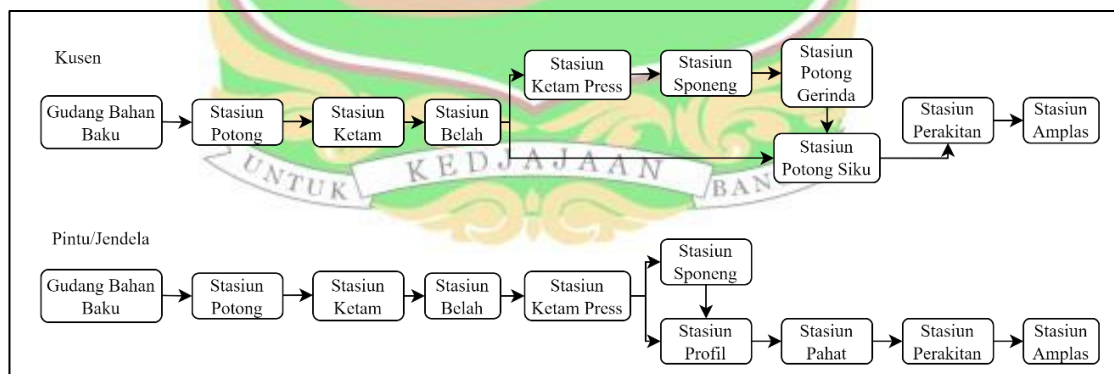 Kusen
Gudang Bahan
Baku
Stasiun
Potong
Stasiun
Ketam
Stasiun
Belah
Stasiun
Ketam Press
Stasiun
Sponeng
Stasiun
Potong
Gerinda
Stasiun
Potong Siku
Stasiun
Perakitan
Stasiun
Amplas
UNTUK KEDJAJAAN BAN
Pintu/Jendela
Gudang Bahan
Baku
Stasiun
Potong
Stasiun
Ketam
Stasiun
Belah
Stasiun
Ketam Press
Stasiun
Sponeng
Stasiun
Profil
Stasiun
Pahat
Stasiun
Perakitan
Stasiun
Amplas